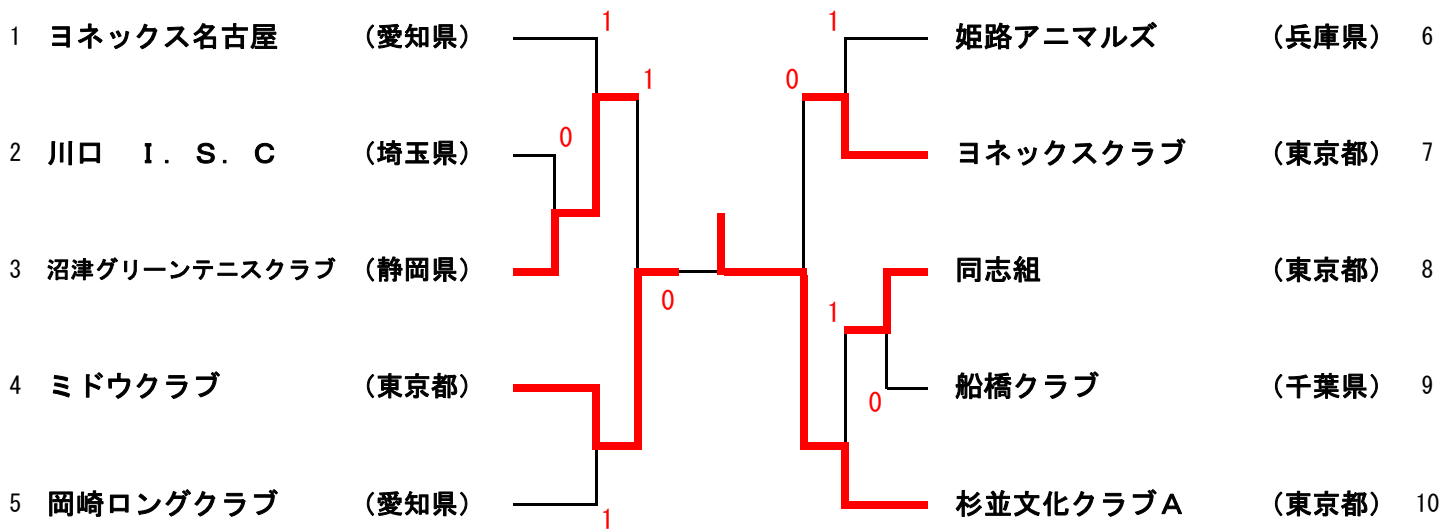 1 ヨネックス名古屋 （愛知県） 1
1 姫路アニマルズ （兵庫県） 6
1
0
2 川口 Ｉ．Ｓ．Ｃ （埼玉県） 0
ヨネックスクラブ （東京都） 7
3 沼津グリーンテニスクラブ （静岡県）
同志組 （東京都） 8
0
1
4 ミドウクラブ （東京都）
船橋クラブ （千葉県） 9
0
5 岡崎ロングクラブ （愛知県） 1
杉並文化クラブＡ （東京都） 10